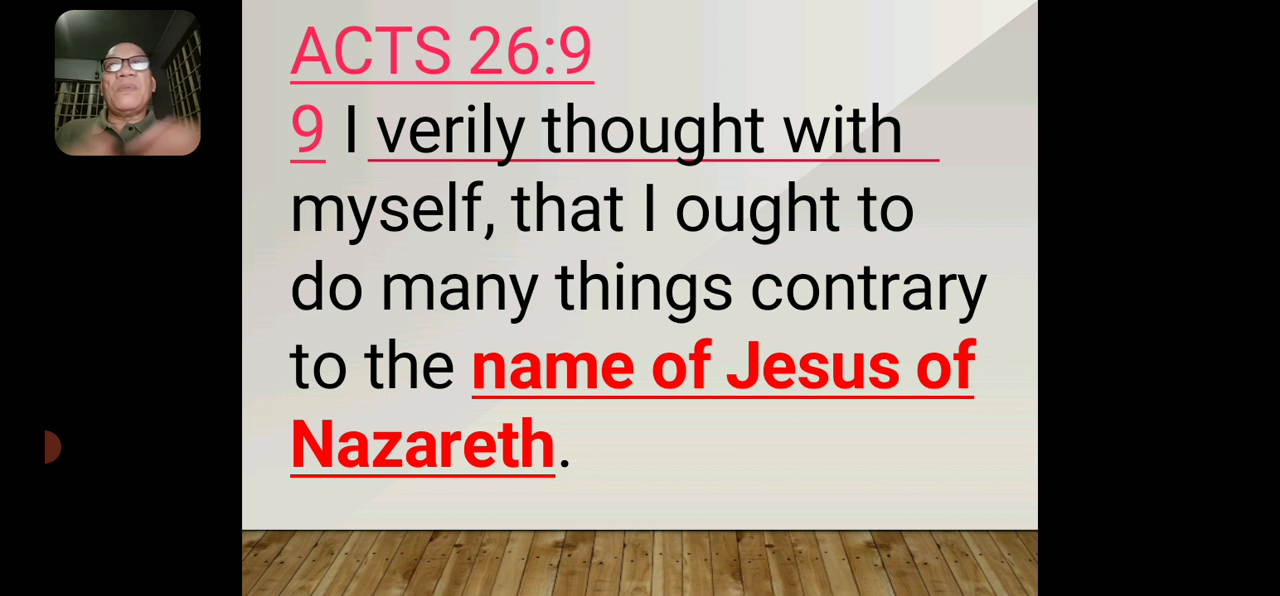 ACTS 26:9
9 I verily thought with
myself, that I ought to
do many things contrary
to the name of Jesus of
Nazareth.